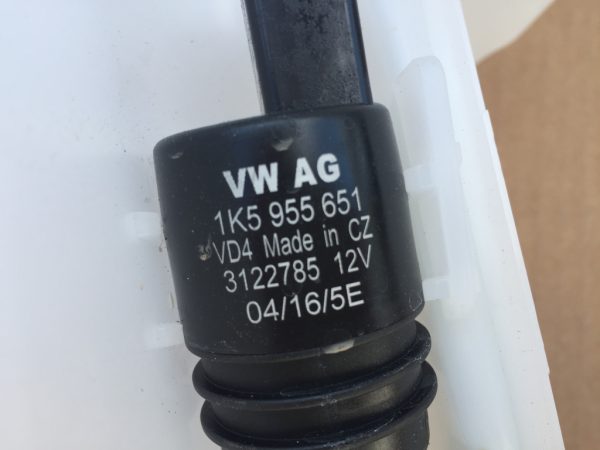 VW AG
1K5 955 651
VD4 Made in CZ
3122785 12V
04/16/5E